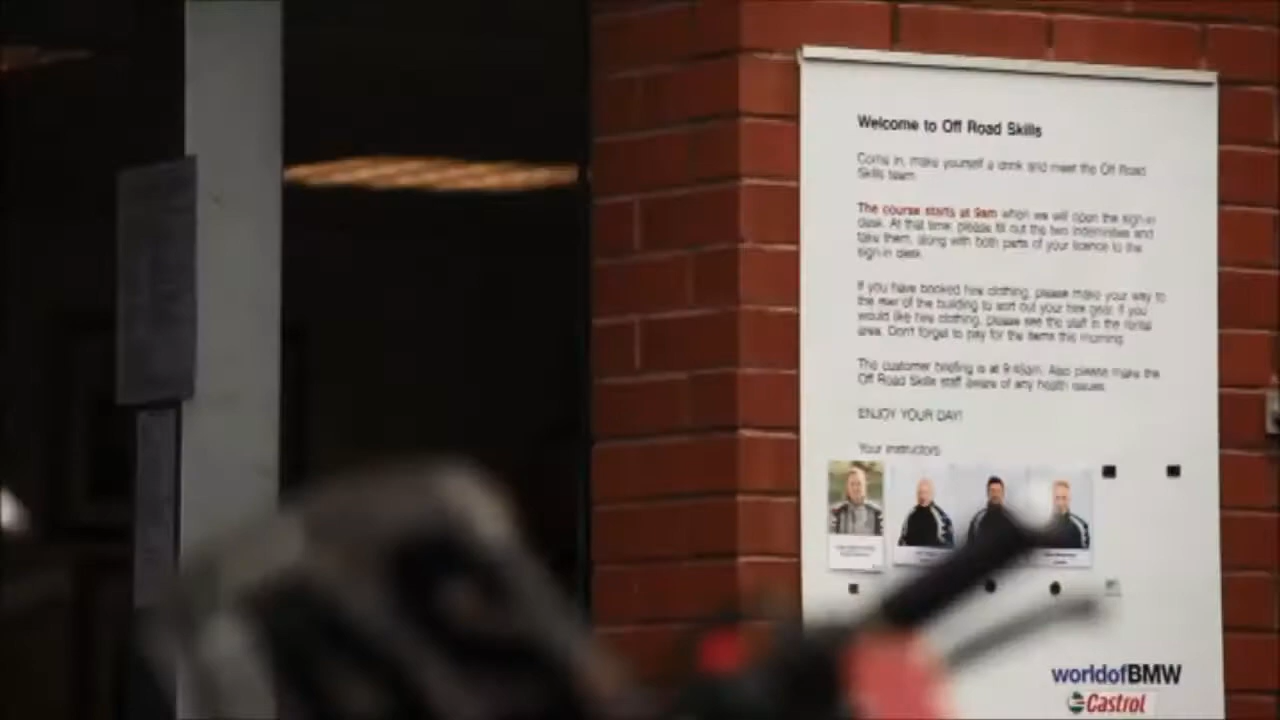 Welcome to Off Road Skills
Come in, make yourself a drink and meet the Off Road
Skills team
The course starts at 9am when we will open the sign-in
desk. At that time, please fill out the two indemnities and
take them, along with both parts of your licence to the
sign-in desk
If you have booked hire clothing, please make your way to
the rear of the building to sort out your hire gear. If you
would like hire clothing, please see the staff in the rental
area. Don't forget to pay for the items this morning
The customer briefing is at 9:45am. Also please make the
Off Road Skills staff aware of any health issues
ENJOY YOUR DAY!
Your instructors
worldofBMW
Castrol